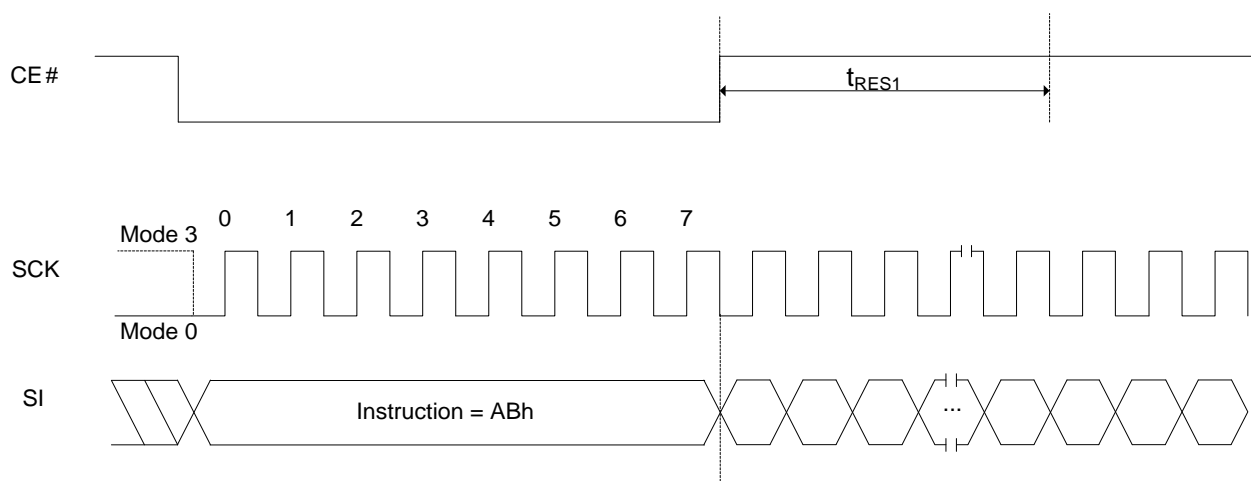 CE#
tRES1
0 1 2 3 4 5 6 7
Mode 3
SCK
Mode 0
SI
Instruction = ABh
...